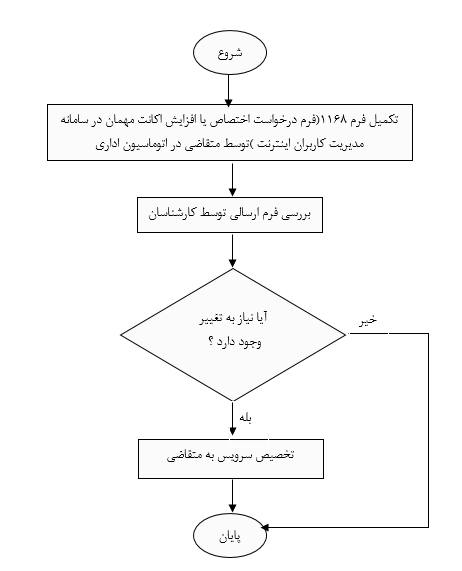 شروع
تکمیل فرم ۱۱۶۸(فرم درخواست اختصاص یا افزایش اکانت مهمان در سامانه
مدیریت کاربران اینترنت )توسط متقاضی در اتوماسیون اداری
بررسی فرم ارسالی توسط کارشناسان
آیا نیاز به تغییر
وجود دارد ؟
خیر
بله
تخصیص سرویس به متقاضی
پایان